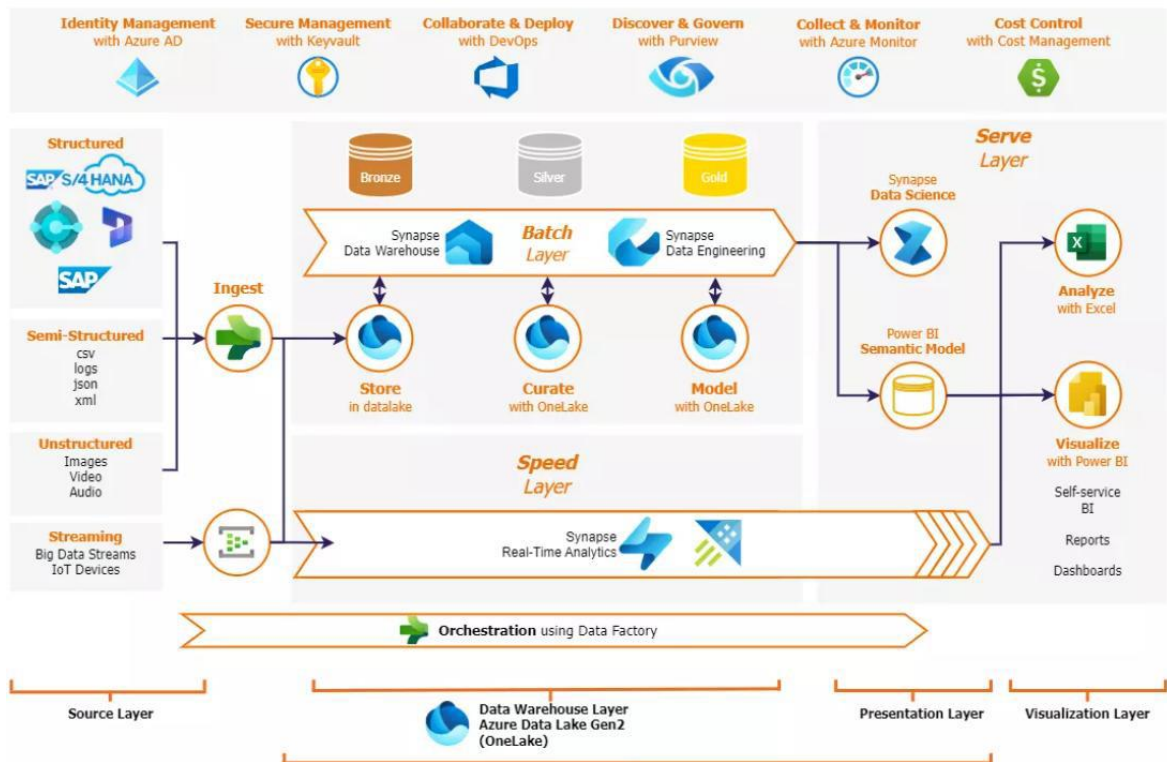 Identity Management
with Azure AD
Secure Management
with Keyvault
Collaborate & Deploy
with DevOps
Discover & Govern
with Purview
Collect & Monitor
with Azure Monitor
Cost Control
with Cost Management
Structured
SAP S/4HANA
SAP
Semi-Structured
csv
logs
json
xml
Unstructured
Images
Video
Audio
Streaming
Big Data Streams
IoT Devices
Ingest
Bronze
Silver
Gold
Synapse
Data Warehouse
Batch
Layer
Synapse
Data Engineering
Store
in datalake
Curate
with OneLake
Model
with OneLake
Speed
Layer
Synapse
Real-Time Analytics
Serve
Layer
Synapse
Data Science
Power BI
Semantic Model
X
Analyze
with Excel
Visualize
with Power BI
Self-service
BI
Reports
Dashboards
Orchestration using Data Factory
Source Layer
Data Warehouse Layer
Azure Data Lake Gen2
(OneLake)
Presentation Layer
Visualization Layer